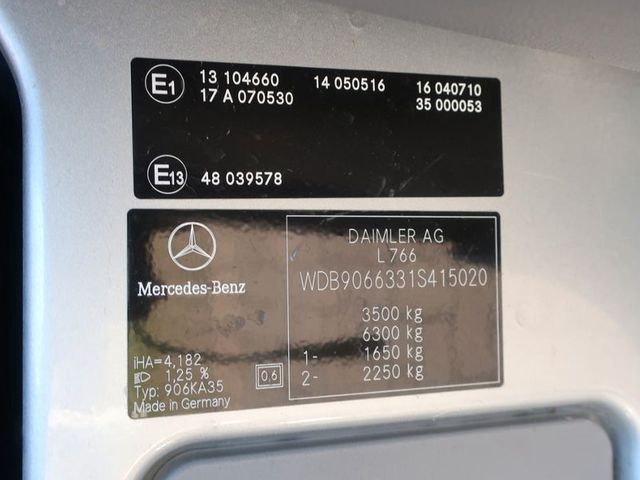 E1 13 104660 14 050516 16 040710
17 A 070530 35 000053
E13 48 039578
DAIMLER AG
L766
WDB9066331S415020
Mercedes-Benz
3500 kg
6300 kg
1- 1650 kg
2- 2250 kg
iHA=4,182
1,25 %
Typ: 906KA35
Made in Germany
0.6